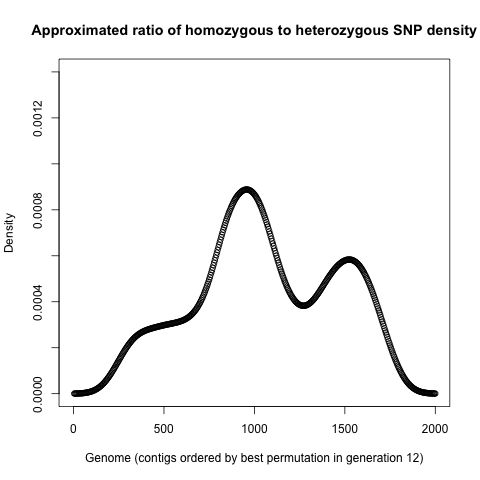 Approximated ratio of homozygous to heterozygous SNP density
Density
0.0012
0.0008
0.0004
0.0000
0 500 1000 1500 2000
Genome (contigs ordered by best permutation in generation 12)